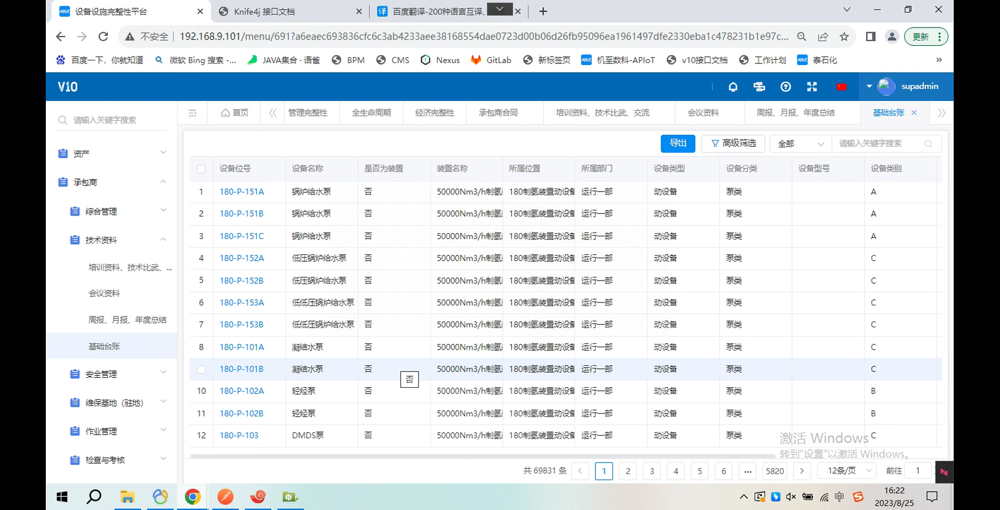 设备设施完整性平台
Knife4j 接口文档
百度翻译-200种语言互译、
不安全
192.168.9.101/menu/691?a6eaec693836cfc6c3ab4233aee38168554dae0723d00b06d26fb95096ea1961497dfe2330eba1c478231b1e97c...
更新
百度一下，你就知道
微软 Bing 搜索 -...
JAVA集合 · 语雀
BPM
CMS
Nexus
GitLab
新标签页
机至数科-APIoT
v10接口文档
工作计划
泰石化
V10
supadmin
请输入关键字搜索
首页
管理完整性
全生命周期
经济完整性
承包商合同
培训资料、技术比武、交流
会议资料
周报、月报、年度总结
基础台账
资产
承包商
综合管理
技术资料
培训资料、技术比武、...
会议资料
周报、月报、年度总结
基础台账
安全管理
维保基地（驻地）
作业管理
检查与考核
导出
高级筛选
全部
请输入关键字搜索
设备位号 设备名称 是否为装置 装置名称 所属位置 所属部门 设备类型 设备分类 设备型号 设备类别
1 180-P-151A 锅炉给水泵 否 50000Nm3/h制氢 180制氢装置动设备 运行一部 动设备 泵类 A
2 180-P-151B 锅炉给水泵 否 50000Nm3/h制氢 180制氢装置动设备 运行一部 动设备 泵类 A
3 180-P-151C 锅炉给水泵 否 50000Nm3/h制氢 180制氢装置动设备 运行一部 动设备 泵类 A
4 180-P-152A 低压锅炉给水泵 否 50000Nm3/h制氢 180制氢装置动设备 运行一部 动设备 泵类 C
5 180-P-152B 低压锅炉给水泵 否 50000Nm3/h制氢 180制氢装置动设备 运行一部 动设备 泵类 C
6 180-P-153A 低低压锅炉给水泵 否 50000Nm3/h制氢 180制氢装置动设备 运行一部 动设备 泵类 C
7 180-P-153B 低低压锅炉给水泵 否 50000Nm3/h制氢 180制氢装置动设备 运行一部 动设备 泵类 C
8 180-P-101A 凝结水泵 否 50000Nm3/h制氢 180制氢装置动设备 运行一部 动设备 泵类 C
180-P-101B 凝结水泵 否 50000Nm3/h制氢 180制氢装置动设备 运行一部 动设备 泵类 C
否
10 180-P-102A 轻烃泵 否 50000Nm3/h制氢 180制氢装置动设备 运行一部 动设备 泵类 B
11 180-P-102B 轻烃泵 否 50000Nm3/h制氢 180制氢装置动设备 运行一部 动设备 泵类 B
12 180-P-103 DMDS泵 否 50000Nm3/h制氢 180制氢装置动设备 运行一部 动设备 泵类 C
激活 Windows
转到"设置"以激活 Windows。
共 69831 条 1 2 3 4 5 6 ... 5820 12条/页 前往 1
中
16:22
2023/8/25